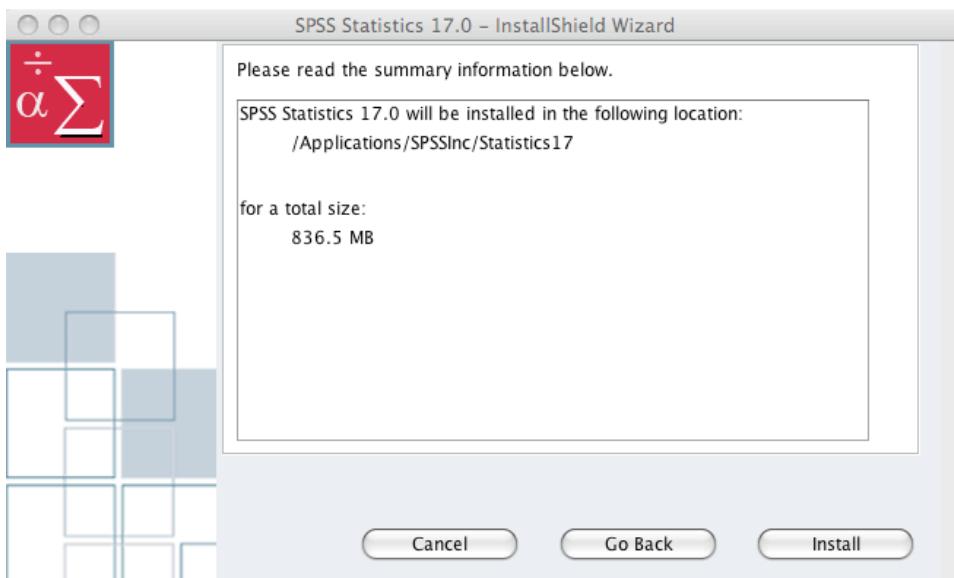 SPSS Statistics 17.0 – InstallShield Wizard
÷
α∑
Please read the summary information below.
SPSS Statistics 17.0 will be installed in the following location:
/Applications/SPSSInc/Statistics17
for a total size:
836.5 MB
Cancel
Go Back
Install